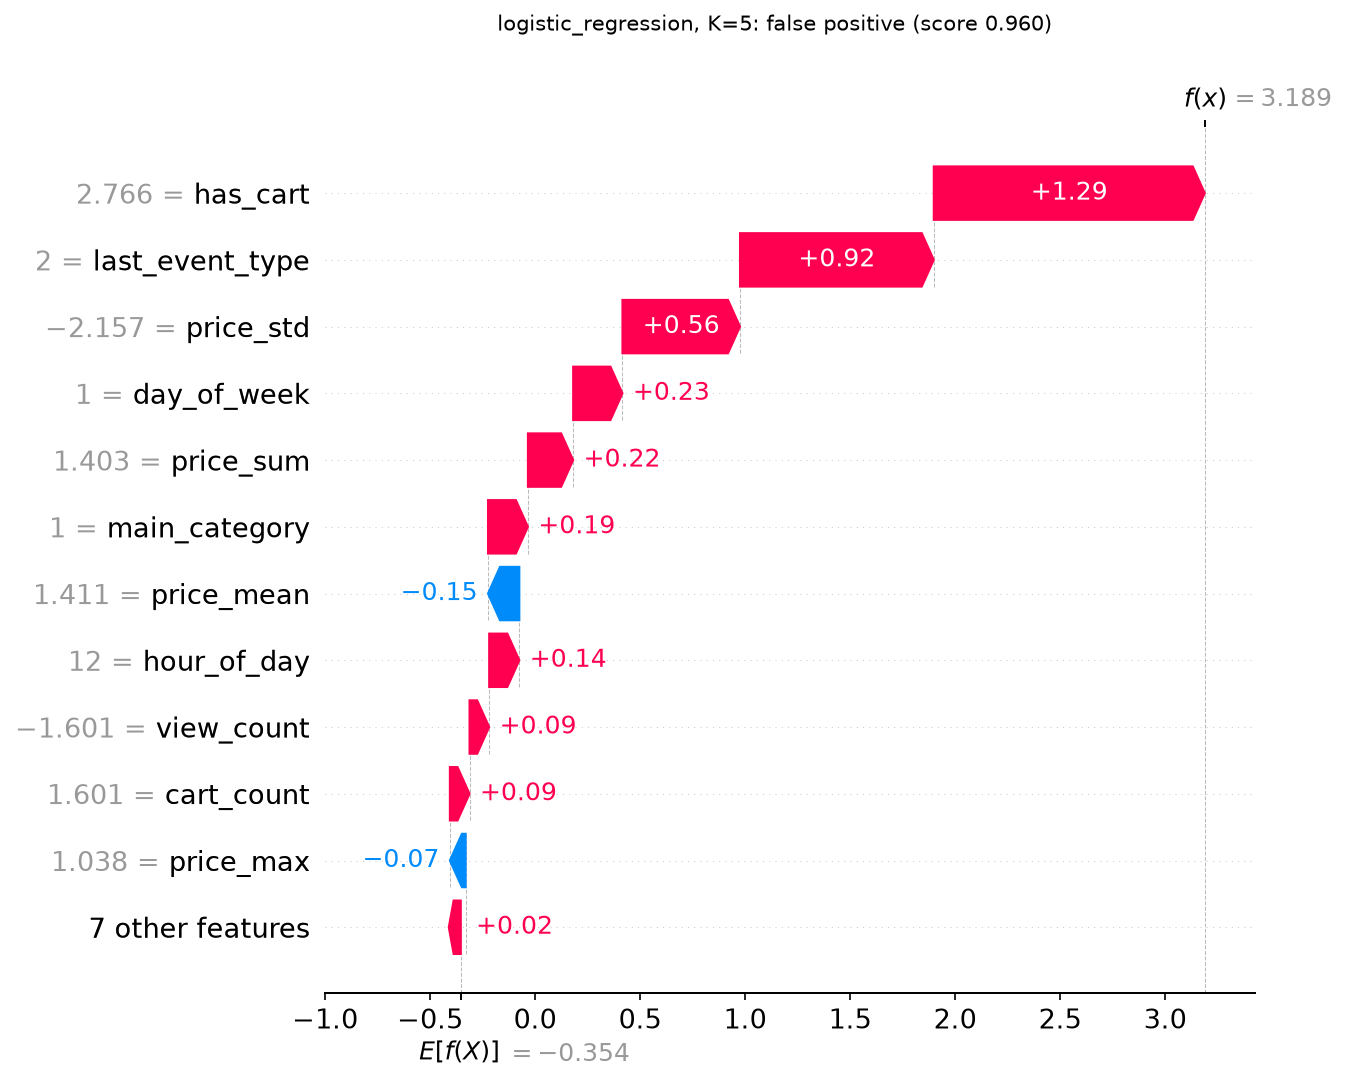 logistic_regression, K=5: false positive (score 0.960)
f(x) = 3.189
2.766 = has_cart +1.29
2 = last_event_type +0.92
−2.157 = price_std +0.56
1 = day_of_week +0.23
1.403 = price_sum +0.22
1 = main_category +0.19
1.411 = price_mean −0.15
12 = hour_of_day +0.14
−1.601 = view_count +0.09
1.601 = cart_count +0.09
1.038 = price_max −0.07
7 other features +0.02
−1.0 −0.5 0.0 0.5 1.0 1.5 2.0 2.5 3.0
E[f(X)] = −0.354